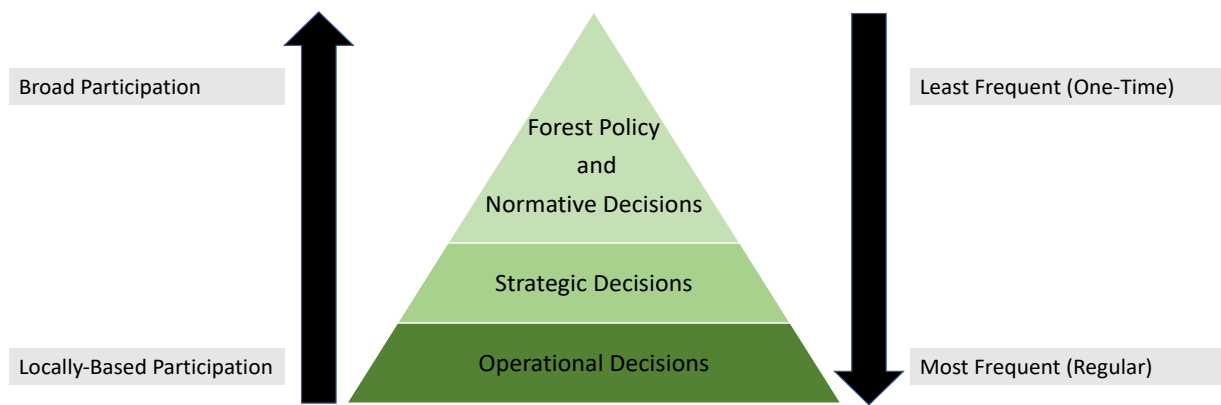 Broad Participation
Least Frequent (One-Time)
Forest Policy
and
Normative Decisions
Strategic Decisions
Locally-Based Participation
Operational Decisions
Most Frequent (Regular)